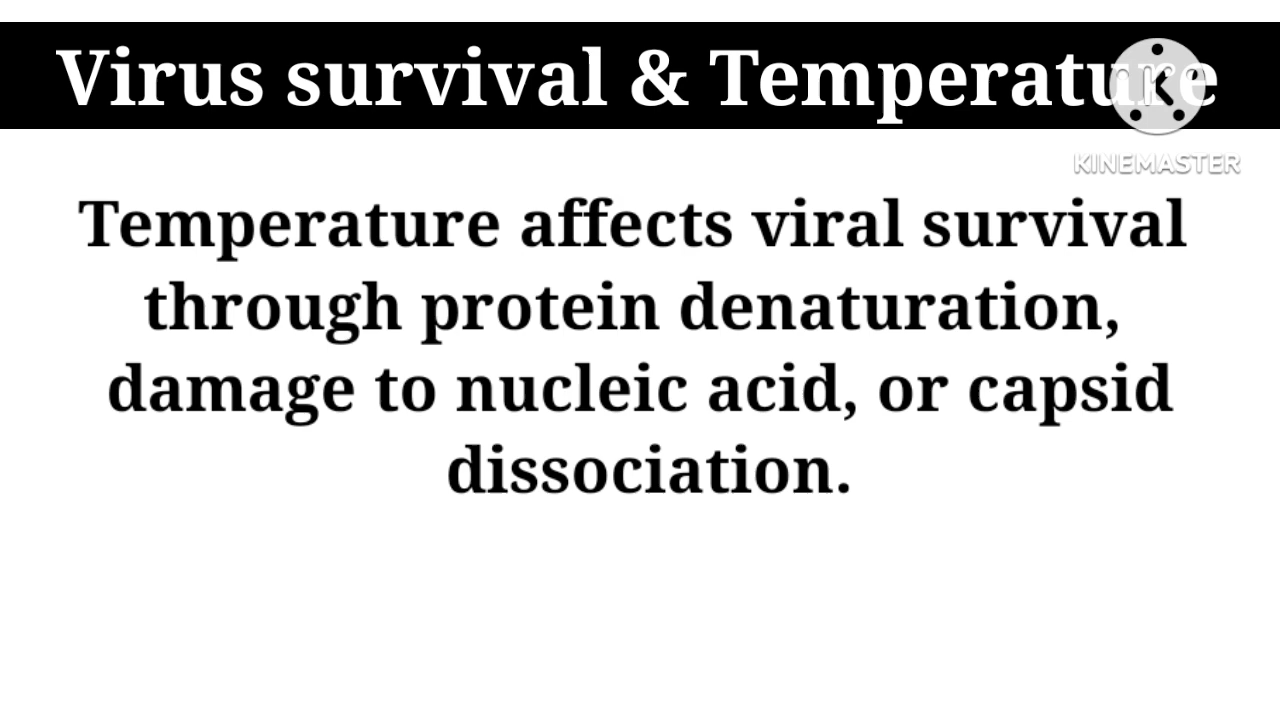 Virus survival & Temperature
KINEMASTER
Temperature affects viral survival
through protein denaturation,
damage to nucleic acid, or capsid
dissociation.